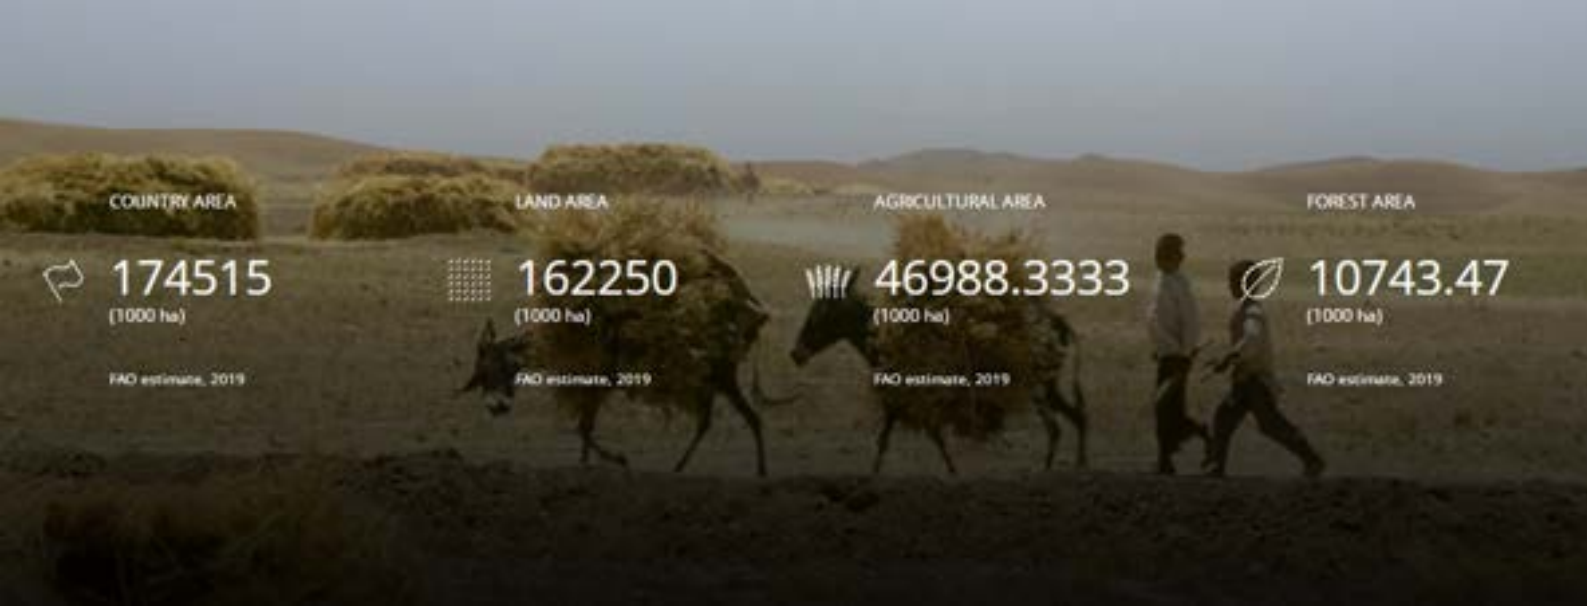 COUNTRY AREA
174515
(1000 ha)
FAO estimate, 2019
LAND AREA
162250
(1000 ha)
FAO estimate, 2019
AGRICULTURAL AREA
46988.3333
(1000 ha)
FAO estimate, 2019
FOREST AREA
10743.47
(1000 ha)
FAO estimate, 2019